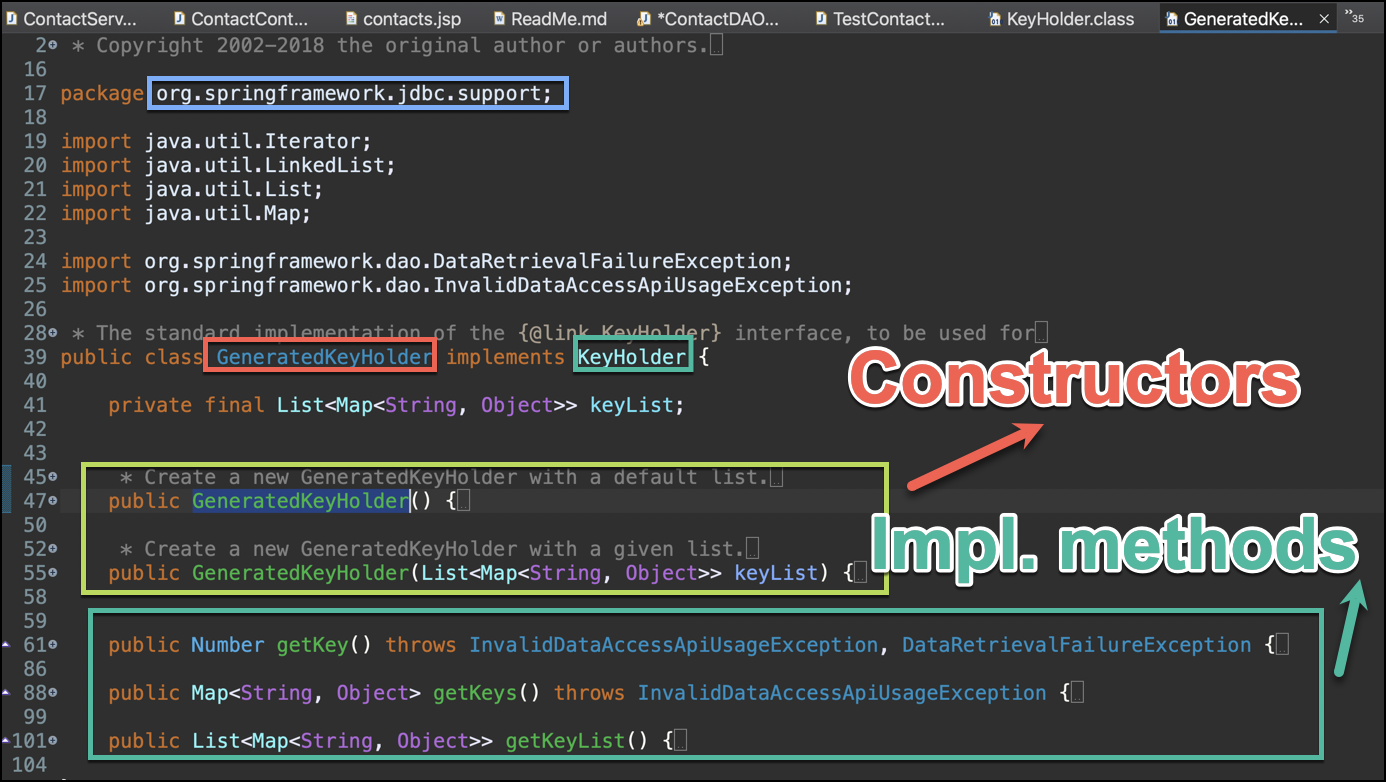 ContactServ... ContactCont... contacts.jsp ReadMe.md *ContactDAO... TestContact... KeyHolder.class GeneratedKe... × »35
2 * Copyright 2002-2018 the original author or authors.
16
17 package org.springframework.jdbc.support;
18
19 import java.util.Iterator;
20 import java.util.LinkedList;
21 import java.util.List;
22 import java.util.Map;
23
24 import org.springframework.dao.DataRetrievalFailureException;
25 import org.springframework.dao.InvalidDataAccessApiUsageException;
26
28 * The standard implementation of the {@link KeyHolder} interface, to be used for
39 public class GeneratedKeyHolder implements KeyHolder {
40
Constructors
41 private final List<Map<String, Object>> keyList;
42
43
45 * Create a new GeneratedKeyHolder with a default list.
47 public GeneratedKeyHolder() {
50
52 * Create a new GeneratedKeyHolder with a given list.
Impl. methods
55 public GeneratedKeyHolder(List<Map<String, Object>> keyList) {
58
59
61 public Number getKey() throws InvalidDataAccessApiUsageException, DataRetrievalFailureException {
86
88 public Map<String, Object> getKeys() throws InvalidDataAccessApiUsageException {
99
101 public List<Map<String, Object>> getKeyList() {
104